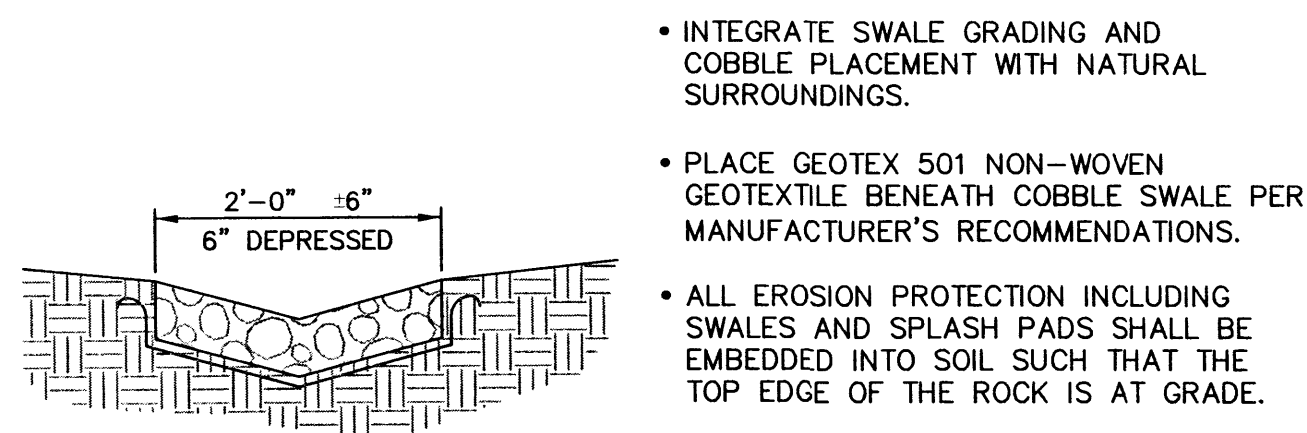 2'-0" ±6"
6" DEPRESSED
• INTEGRATE SWALE GRADING AND
COBBLE PLACEMENT WITH NATURAL
SURROUNDINGS.
• PLACE GEOTEX 501 NON-WOVEN
GEOTEXTILE BENEATH COBBLE SWALE PER
MANUFACTURER'S RECOMMENDATIONS.
• ALL EROSION PROTECTION INCLUDING
SWALES AND SPLASH PADS SHALL BE
EMBEDDED INTO SOIL SUCH THAT THE
TOP EDGE OF THE ROCK IS AT GRADE.